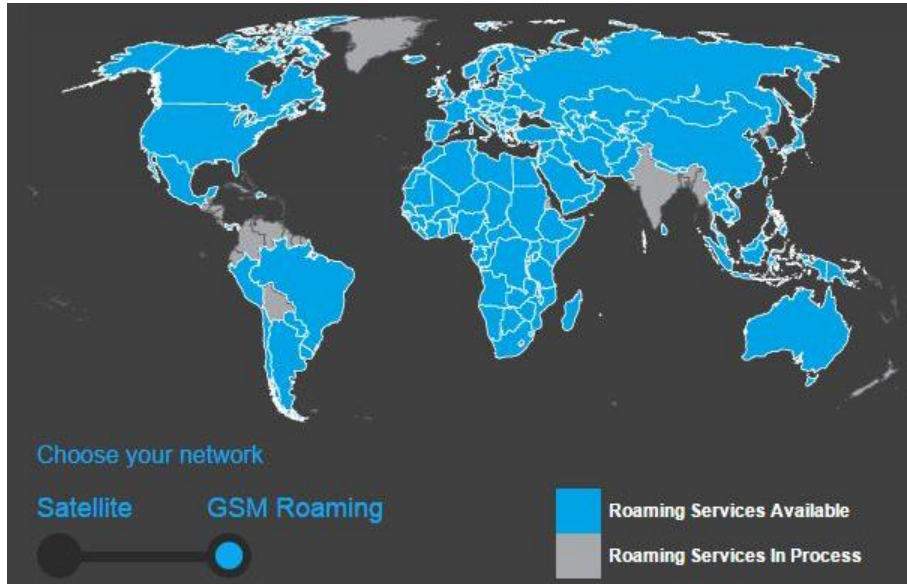 Choose your network
Satellite GSM Roaming
Roaming Services Available
Roaming Services In Process